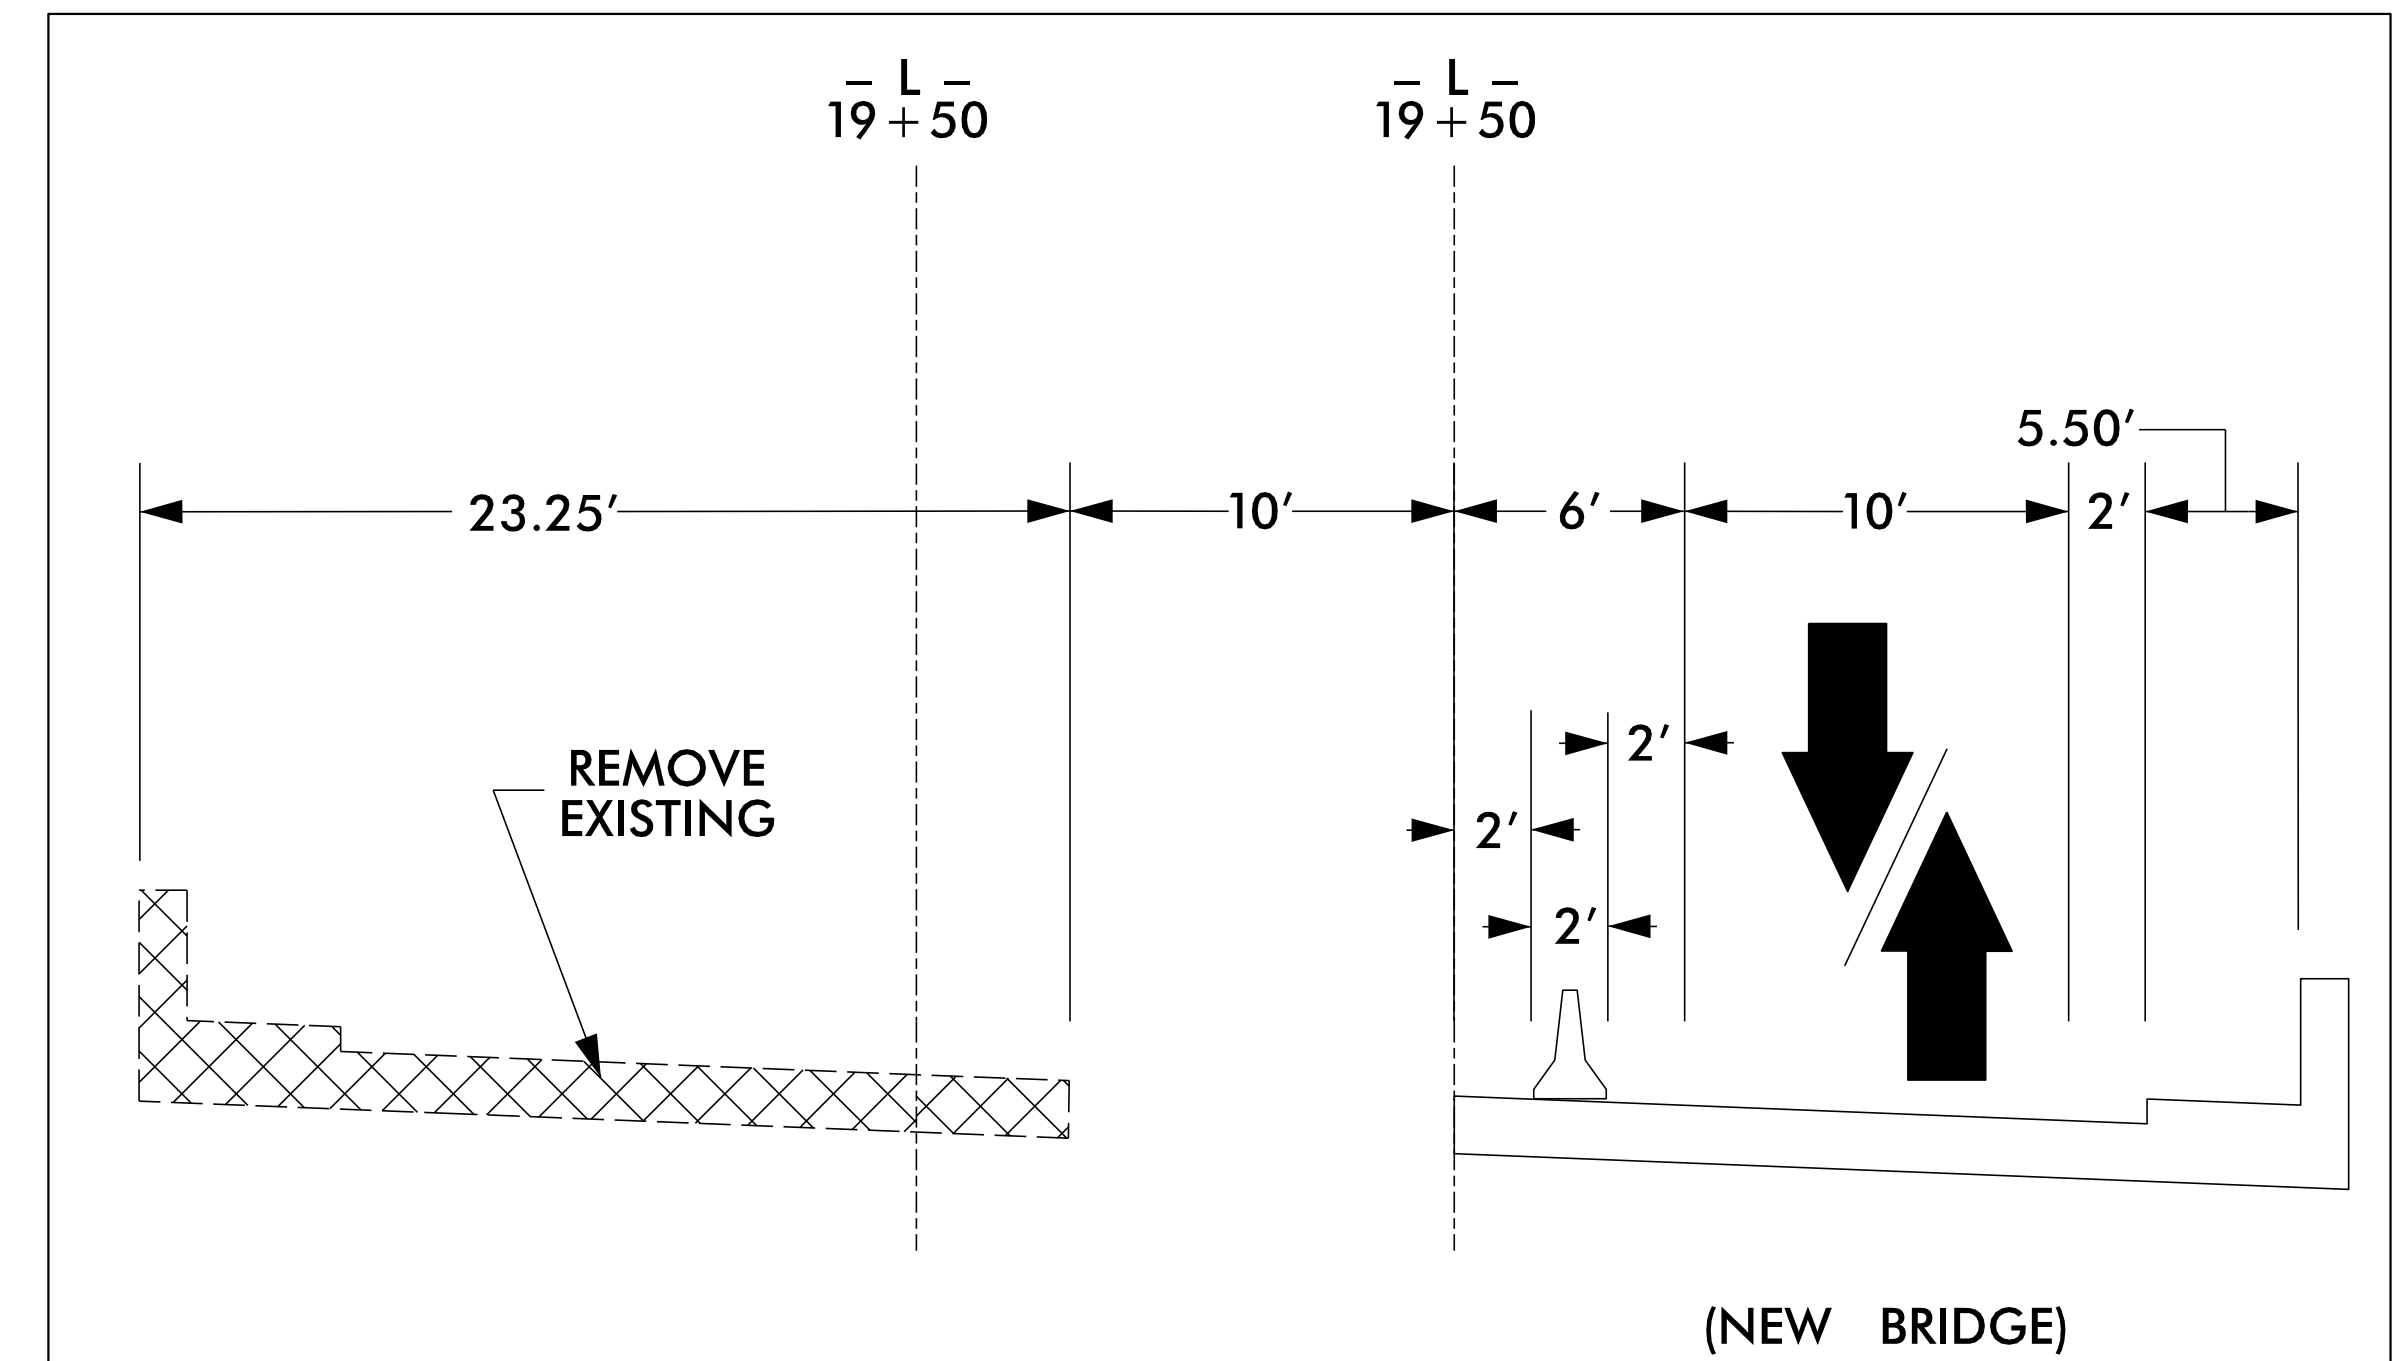 – L –
19+50
– L –
19+50
5.50'
23.25'
10'
6'
10'
2'
2'
2'
2'
REMOVE
EXISTING
(NEW BRIDGE)